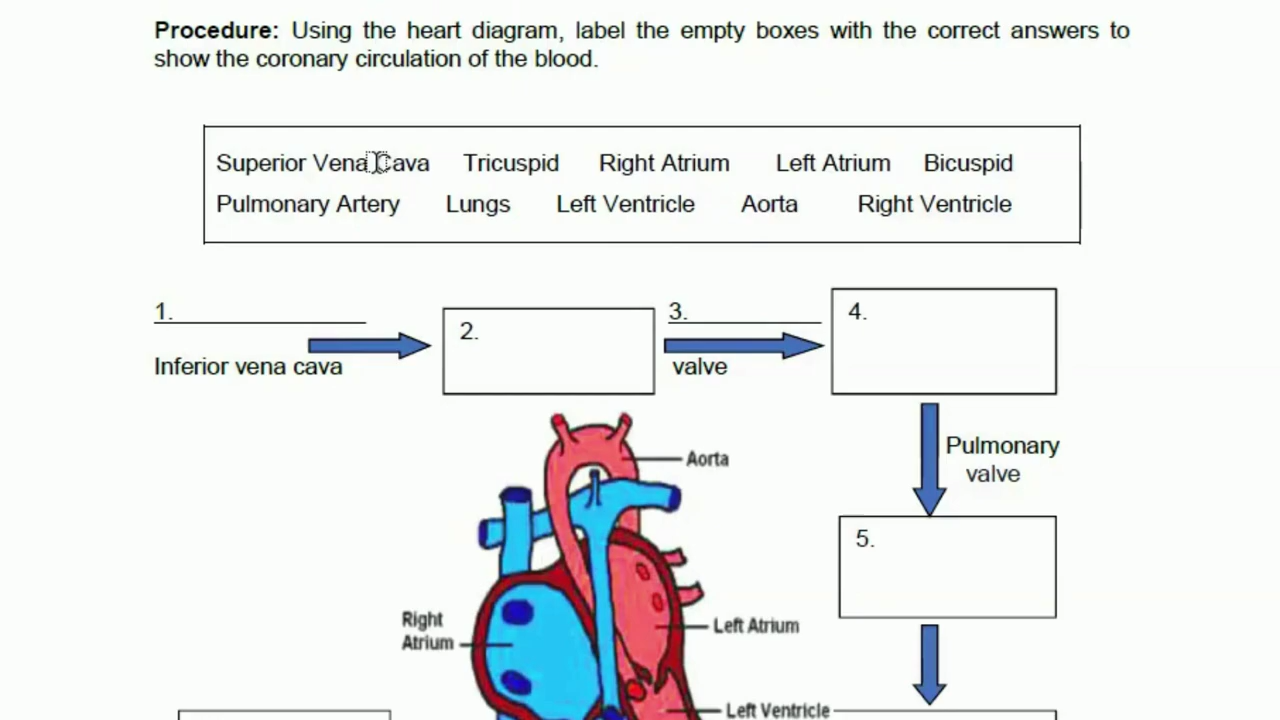 Procedure: Using the heart diagram, label the empty boxes with the correct answers to
show the coronary circulation of the blood.
Superior Vena Cava Tricuspid Right Atrium Left Atrium Bicuspid
Pulmonary Artery Lungs Left Ventricle Aorta Right Ventricle
1.
Inferior vena cava
2.
3.
valve
4.
Pulmonary
valve
5.
Aorta
Right
Atrium
Left Atrium
Left Ventricle